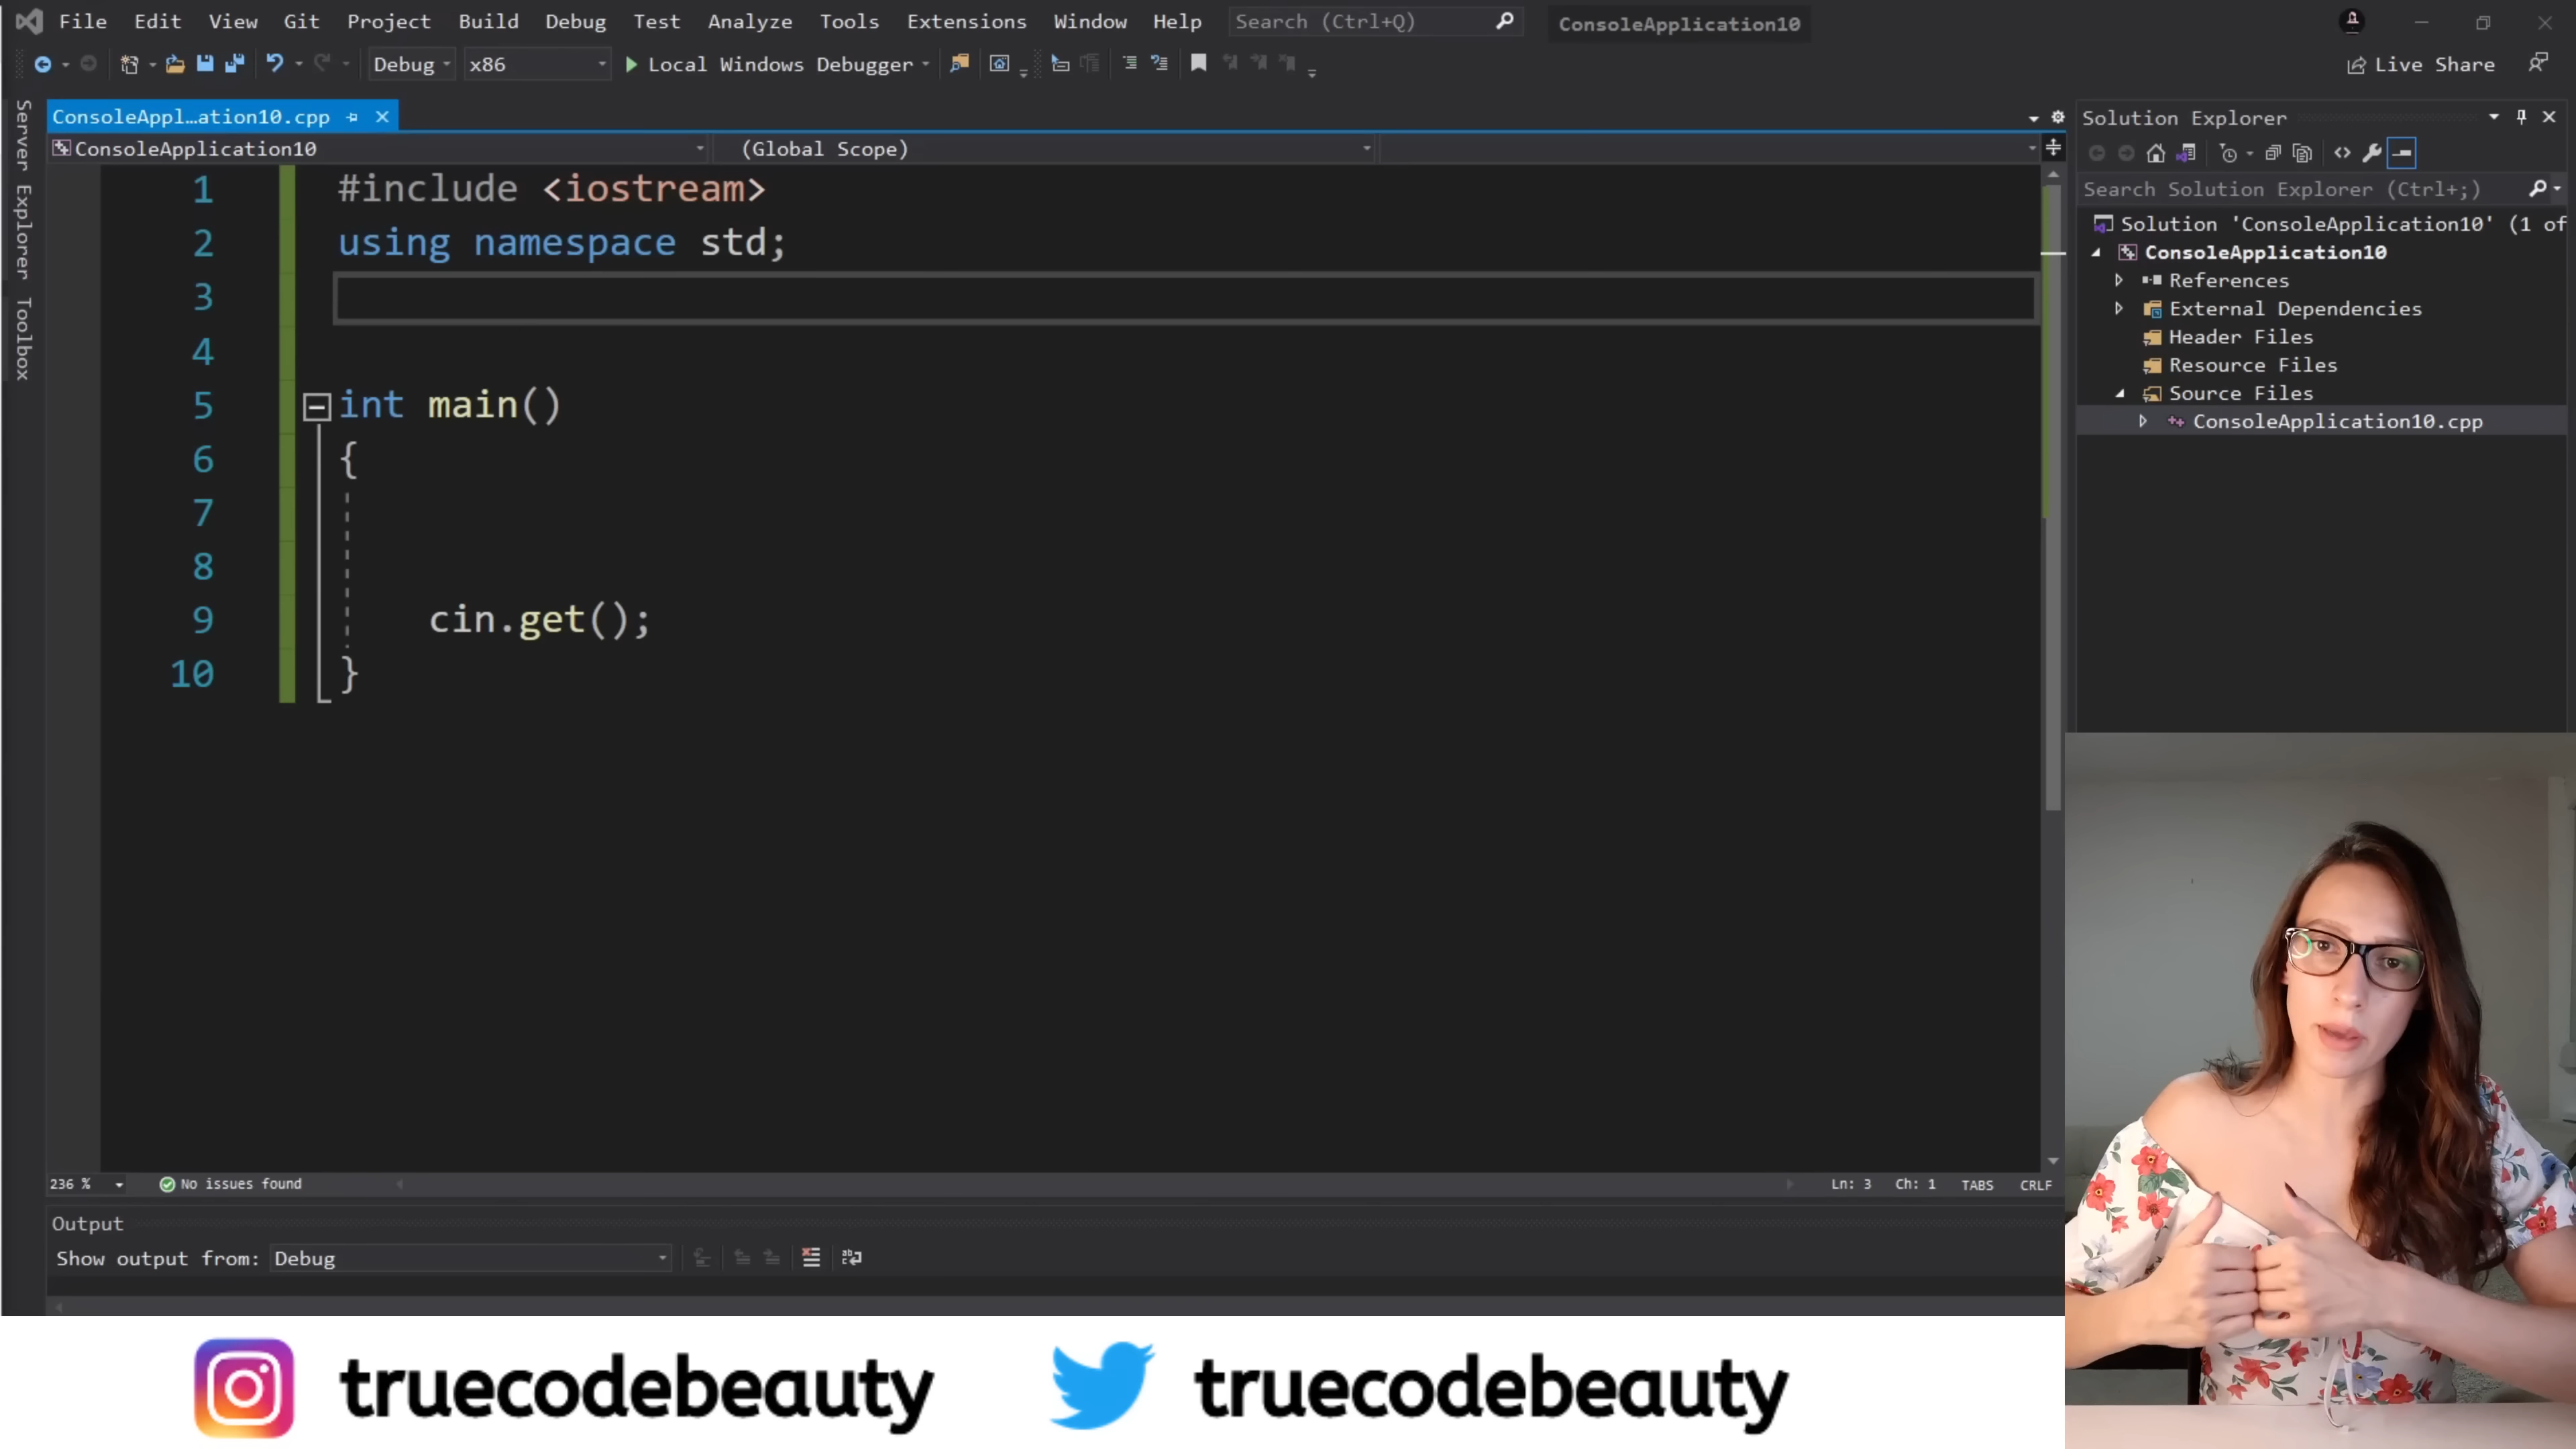 File Edit View Git Project Build Debug Test Analyze Tools Extensions Window Help Search (Ctrl+Q) ConsoleApplication10
Debug x86 Local Windows Debugger Live Share
Server Explorer
Toolbox
ConsoleAppl...ation10.cpp
ConsoleApplication10 (Global Scope)
1 #include <iostream>
2 using namespace std;
3
4
5 int main()
6 {
7
8
9 cin.get();
10 }
236 % No issues found Ln: 3 Ch: 1 TABS CRLF
Output
Show output from: Debug
Solution Explorer
Search Solution Explorer (Ctrl+;)
Solution 'ConsoleApplication10' (1 of
ConsoleApplication10
References
External Dependencies
Header Files
Resource Files
Source Files
ConsoleApplication10.cpp
truecodebeauty truecodebeauty